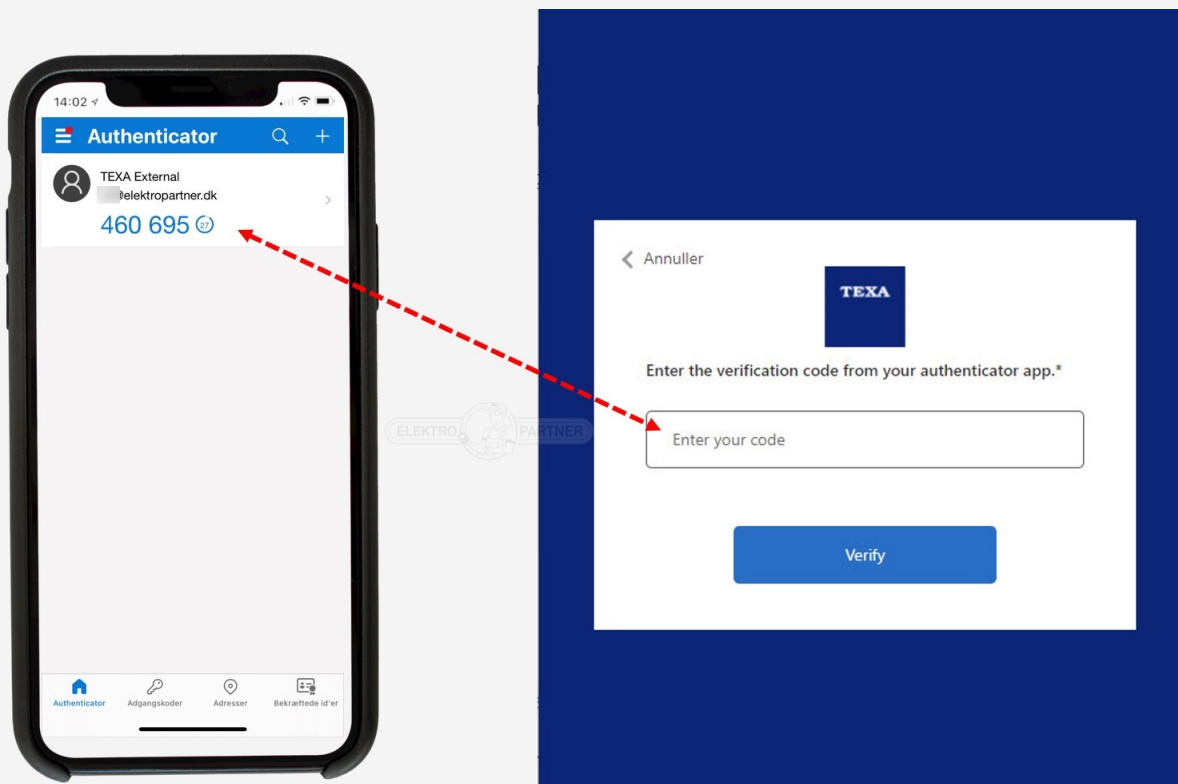 14:02
Authenticator
TEXA External
@elektropartner.dk
460 695 27
Authenticator Adgangskoder Adresser Bekræftede id'er
ELEKTRO PARTNER
Annuller
TEXA
Enter the verification code from your authenticator app.*
Enter your code
Verify